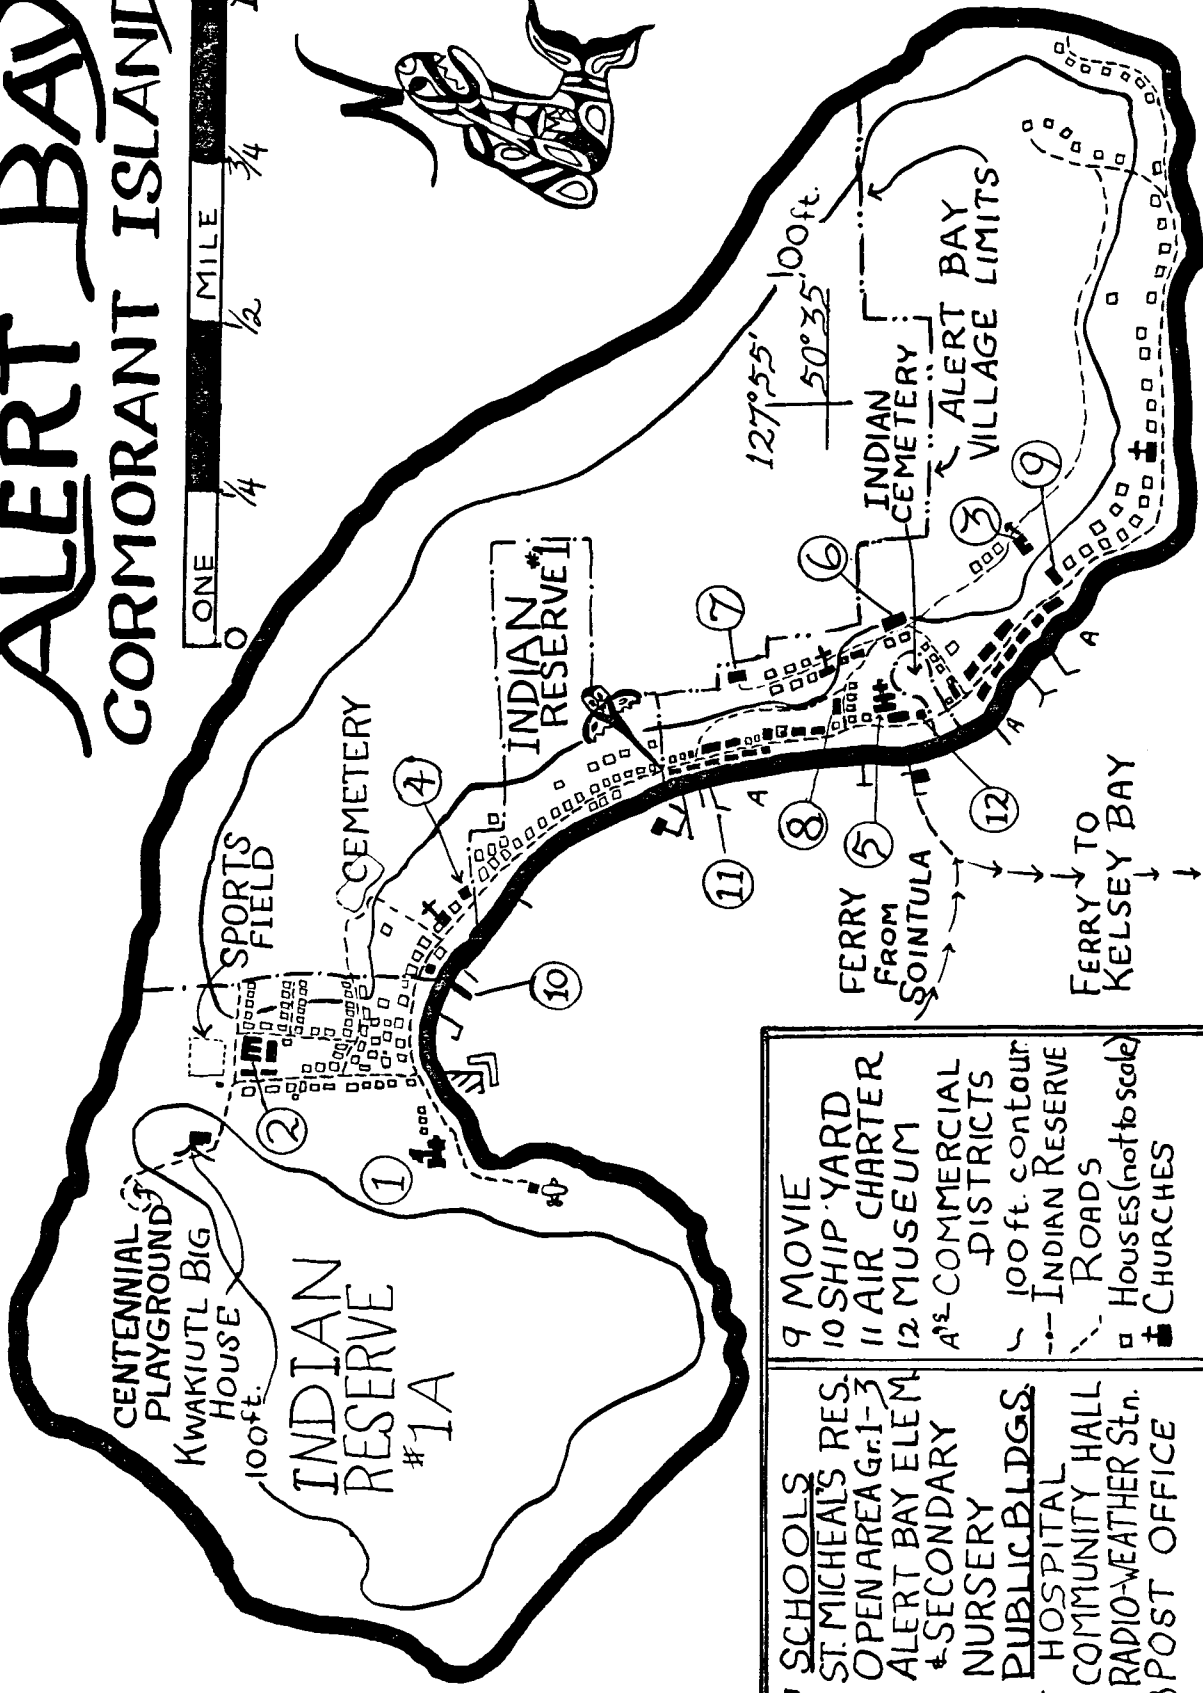 ALERT BAY
CORMORANT ISLAND
ONE MILE
0 1/4 1/2 3/4
100ft.
127°55'
50°35'
ALERT BAY
VILLAGE LIMITS
INDIAN
CEMETERY
INDIAN
RESERVE #1
CEMETERY
SPORTS
FIELD
CENTENNIAL
PLAYGROUND
KWAKIUTL BIG
HOUSE
100ft.
INDIAN
RESERVE
#1A
1
2
3
4
5
6
7
8
9
10
11
12
A
A
A
FERRY
FROM
SOINTULA
FERRY TO
KELSEY BAY
SCHOOLS
ST. MICHEAL'S RES.
OPEN AREA Gr. 1-3
ALERT BAY ELEM
& SECONDARY
NURSERY
PUBLIC BLDGS.
HOSPITAL
COMMUNITY HALL
RADIO-WEATHER Stn.
POST OFFICE
9 MOVIE
10 SHIP YARD
11 AIR CHARTER
12 MUSEUM
A'S COMMERCIAL
DISTRICTS
100ft. contour
INDIAN RESERVE
ROADS
HOUSES (not to scale)
CHURCHES